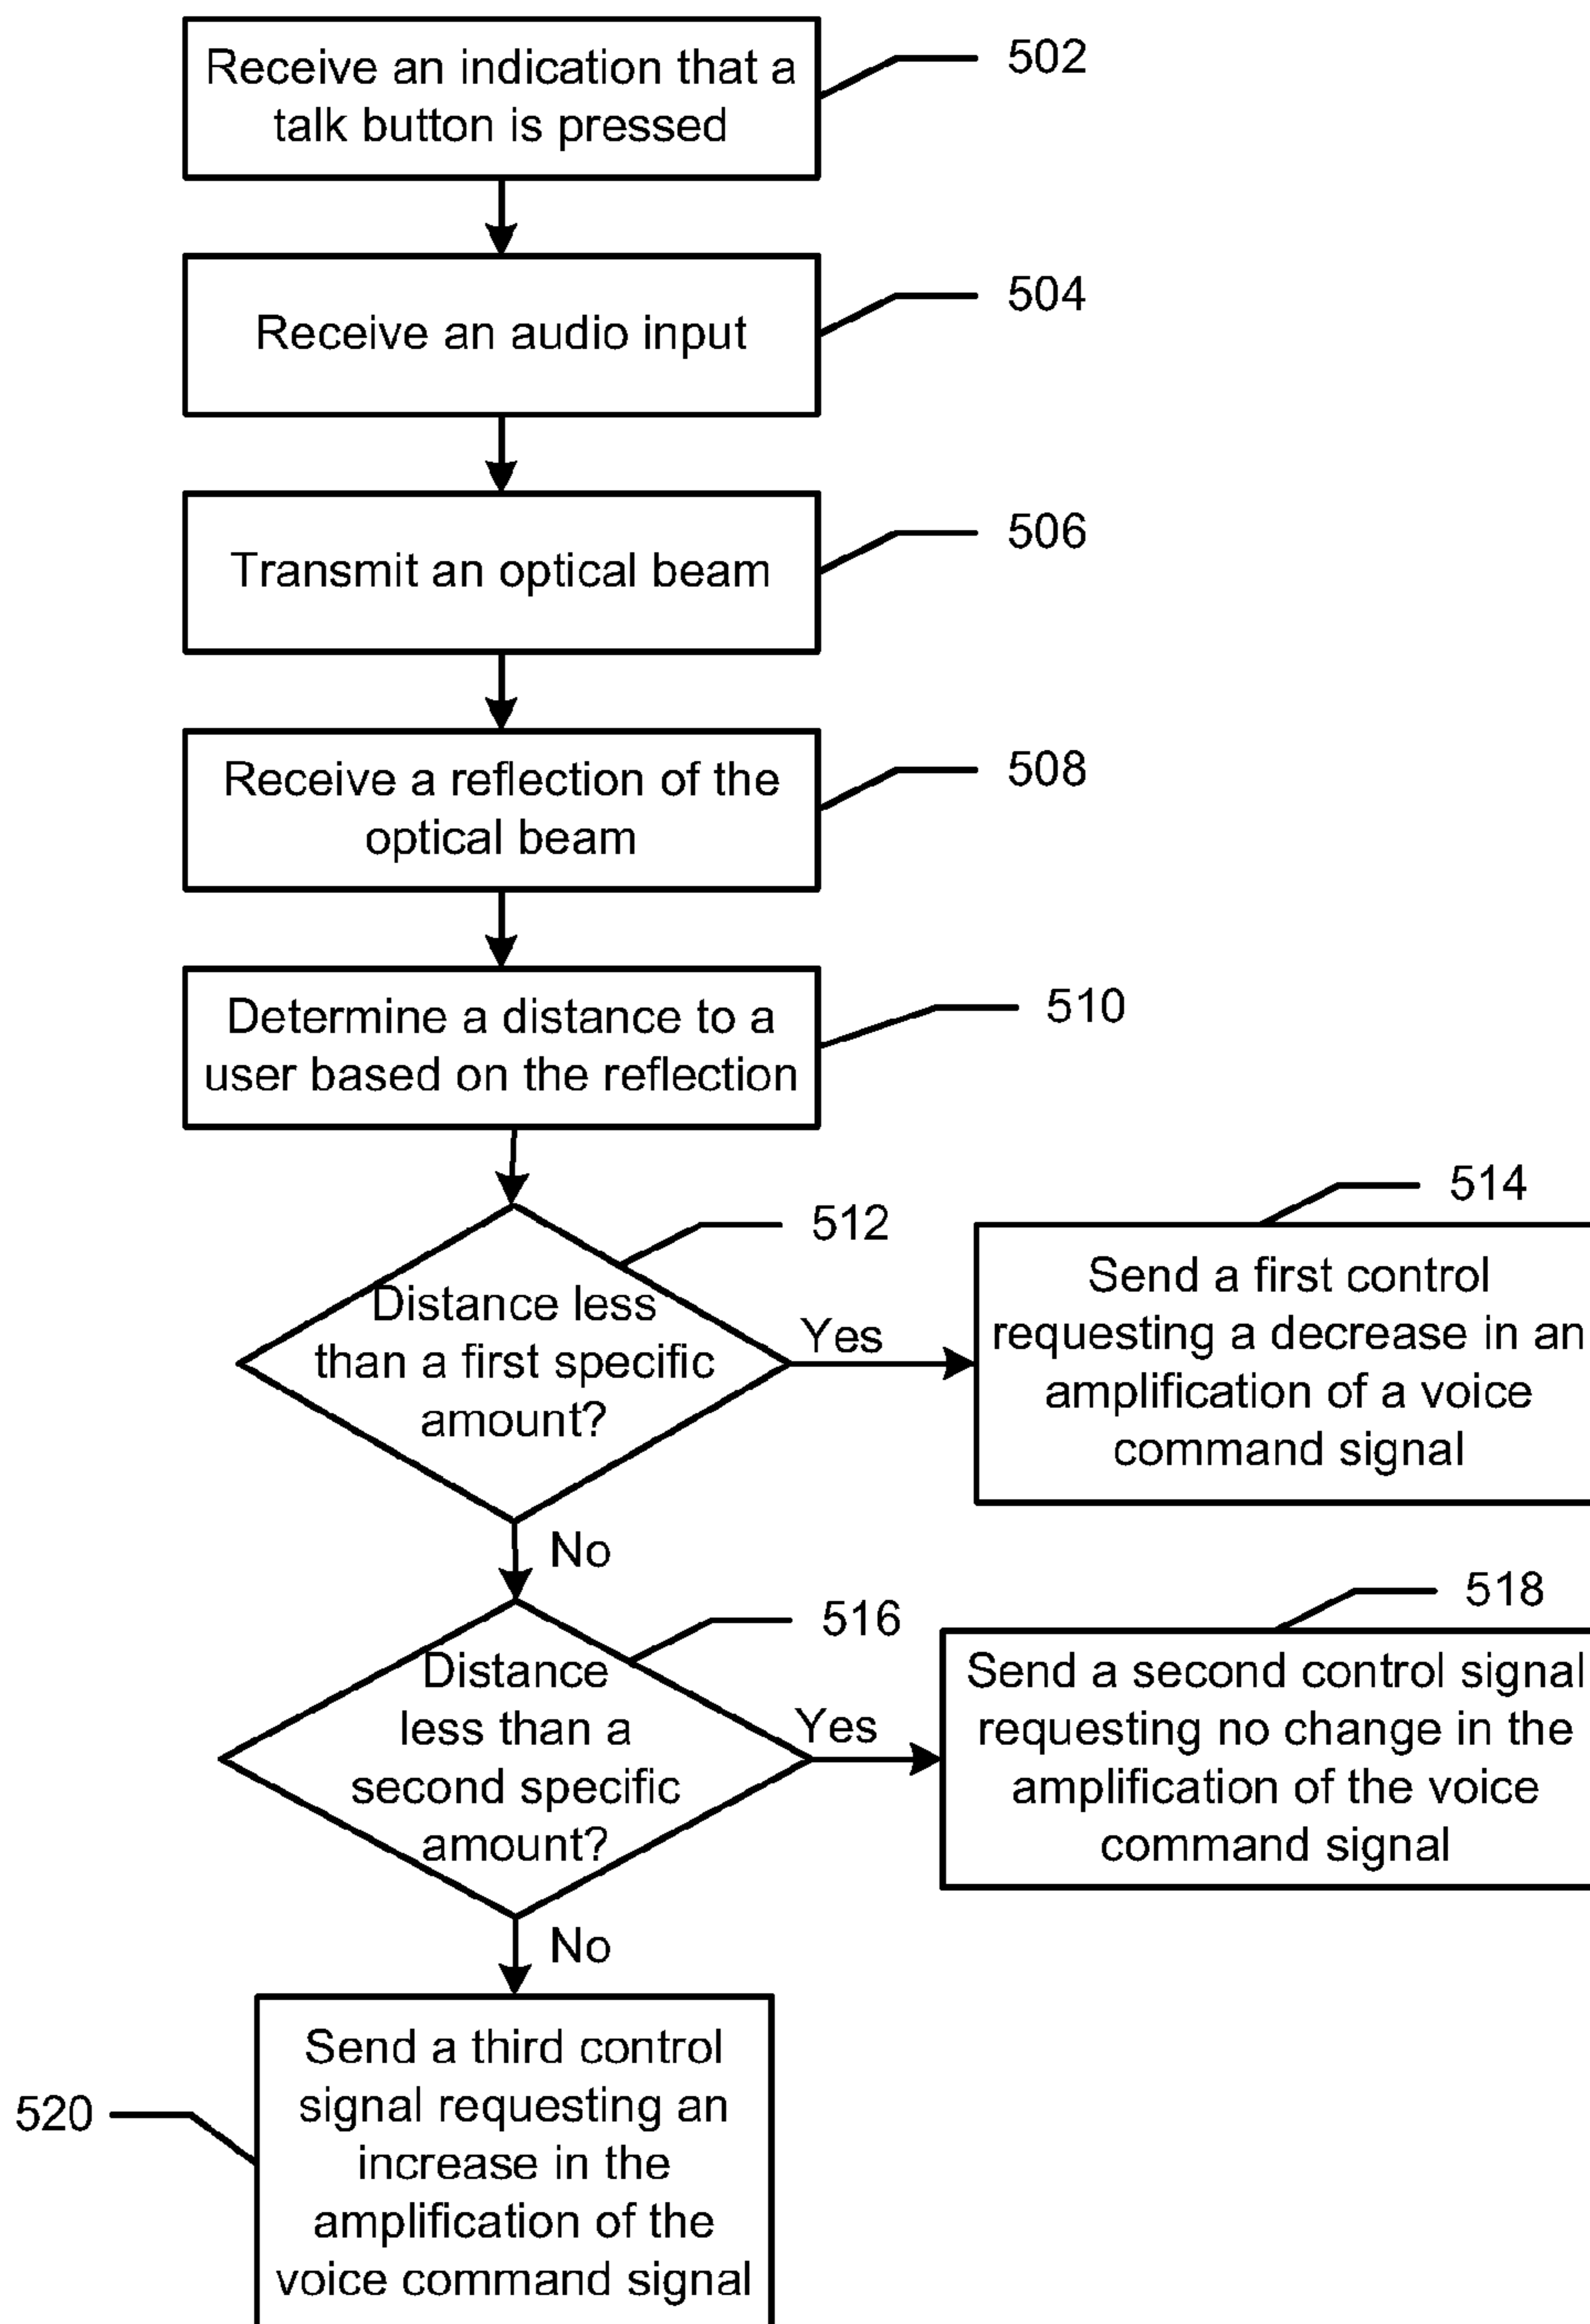 Receive an indication that a
talk button is pressed
502
Receive an audio input
504
Transmit an optical beam
506
Receive a reflection of the
optical beam
508
Determine a distance to a
user based on the reflection
510
Distance less
than a first specific
amount?
512
Yes
514
Send a first control
requesting a decrease in an
amplification of a voice
command signal
No
Distance
less than a
second specific
amount?
516
Yes
518
Send a second control signal
requesting no change in the
amplification of the voice
command signal
No
520
Send a third control
signal requesting an
increase in the
amplification of the
voice command signal